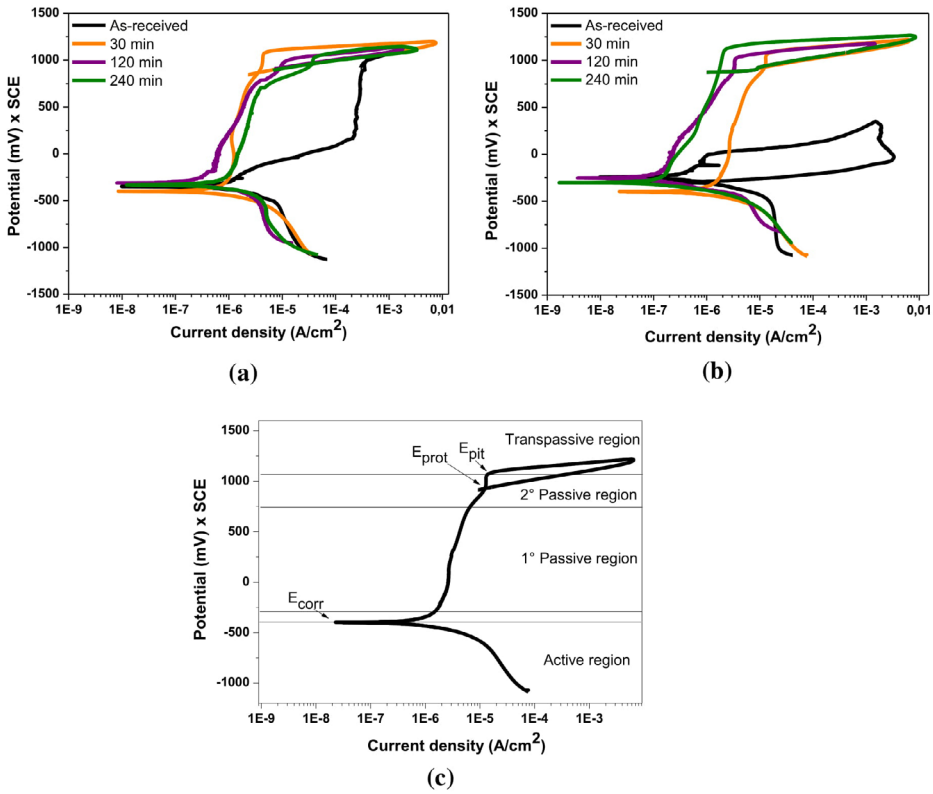 As-received
30 min
120 min
240 min
1500
1000
500
0
-500
-1000
-1500
Potential (mV) x SCE
1E-9 1E-8 1E-7 1E-6 1E-5 1E-4 1E-3 0,01
Current density (A/cm²)
(a)
As-received
30 min
120 min
240 min
1500
1000
500
0
-500
-1000
-1500
Potential (mV) x SCE
1E-9 1E-8 1E-7 1E-6 1E-5 1E-4 1E-3 0,01
Current density (A/cm²)
(b)
1500
1000
500
0
-500
-1000
Potential (mV) x SCE
Transpassive region
Epit
Eprot
2° Passive region
1° Passive region
Ecorr
Active region
1E-9 1E-8 1E-7 1E-6 1E-5 1E-4 1E-3
Current density (A/cm²)
(c)